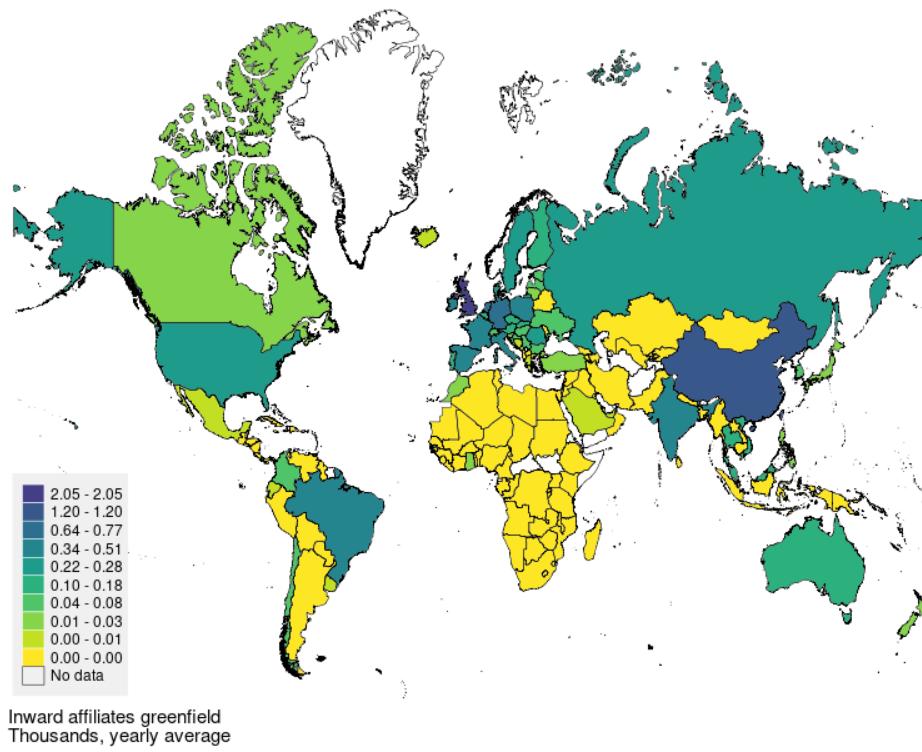 2.05 - 2.05
1.20 - 1.20
0.64 - 0.77
0.34 - 0.51
0.22 - 0.28
0.10 - 0.18
0.04 - 0.08
0.01 - 0.03
0.00 - 0.01
0.00 - 0.00
No data
Inward affiliates greenfield
Thousands, yearly average